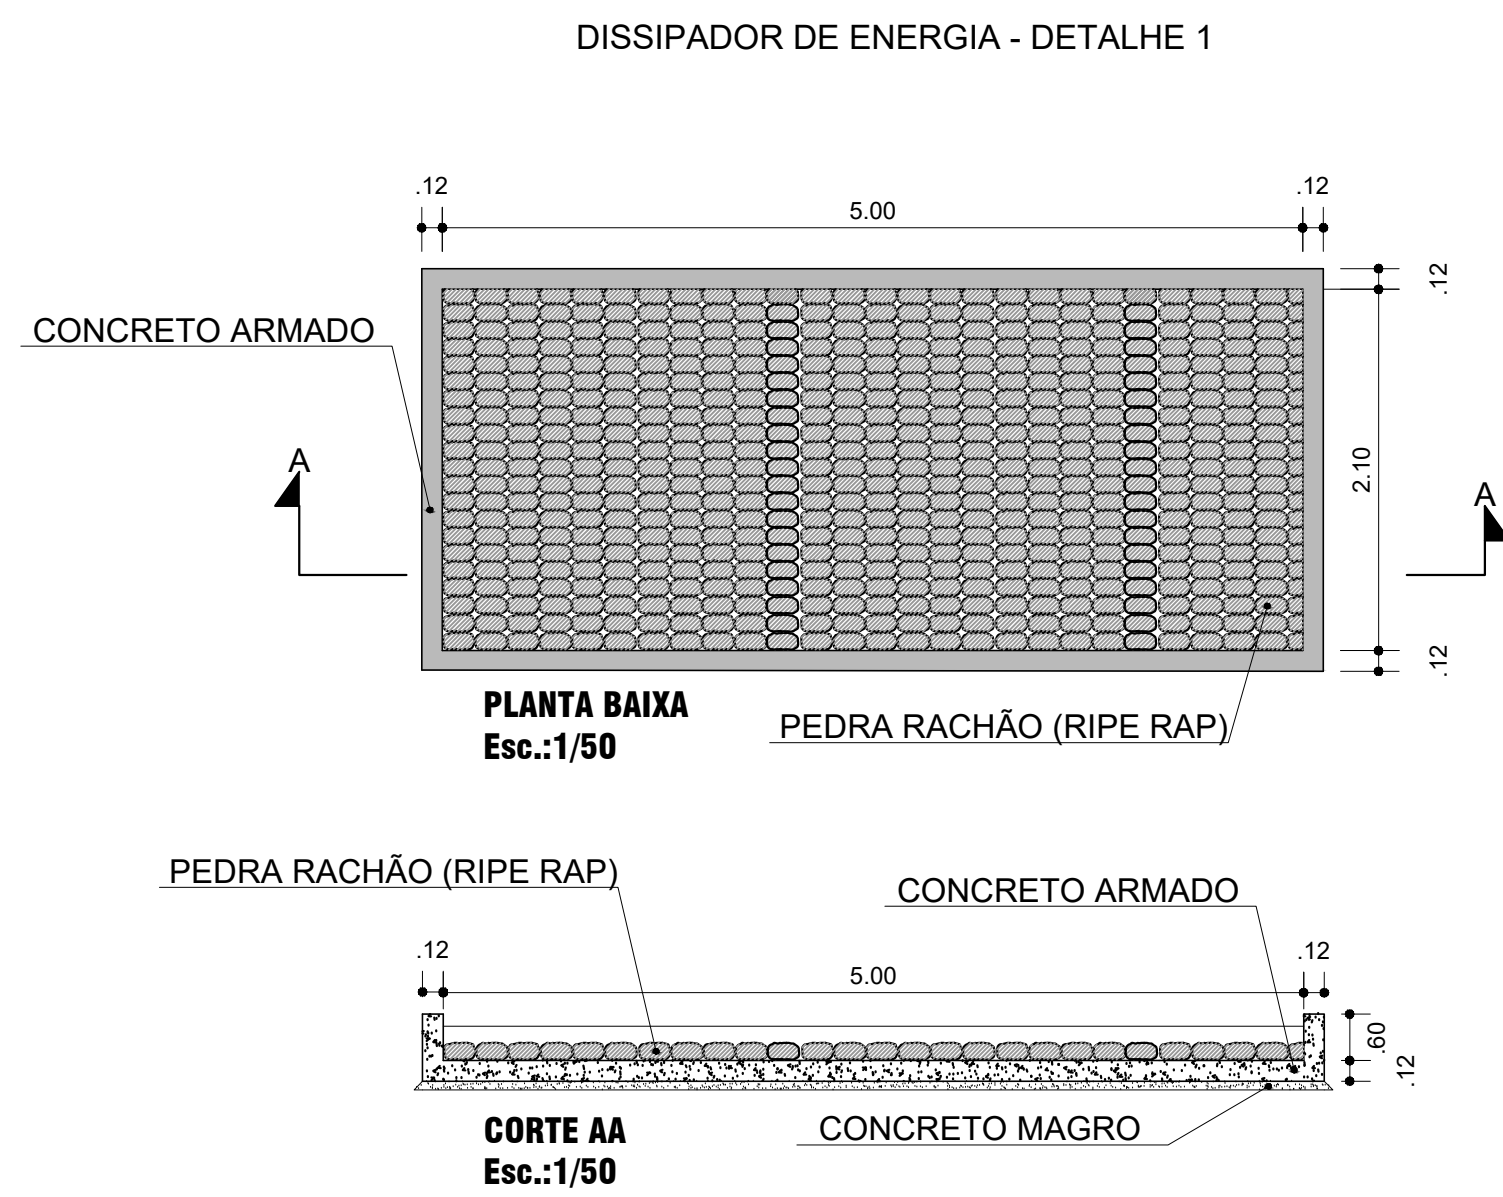 DISSIPADOR DE ENERGIA - DETALHE 1
.12
5.00
.12
.12
CONCRETO ARMADO
A
2.10
A
.12
PLANTA BAIXA
Esc.:1/50
PEDRA RACHÃO (RIPE RAP)
PEDRA RACHÃO (RIPE RAP)
CONCRETO ARMADO
.12
5.00
.12
.60
.12
CORTE AA
Esc.:1/50
CONCRETO MAGRO